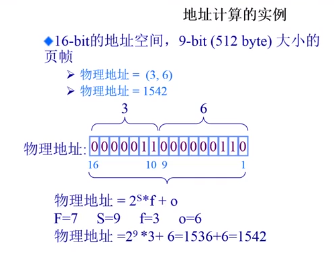 地址计算的实例
16-bit的地址空间，9-bit (512 byte) 大小的
页帧
物理地址 = (3, 6)
物理地址 = 1542
3 6
物理地址: 0000011000000110
16 10 9 1
物理地址 = 2^S*f + o
F=7 S=9 f=3 o=6
物理地址 =2^9 *3+ 6=1536+6=1542